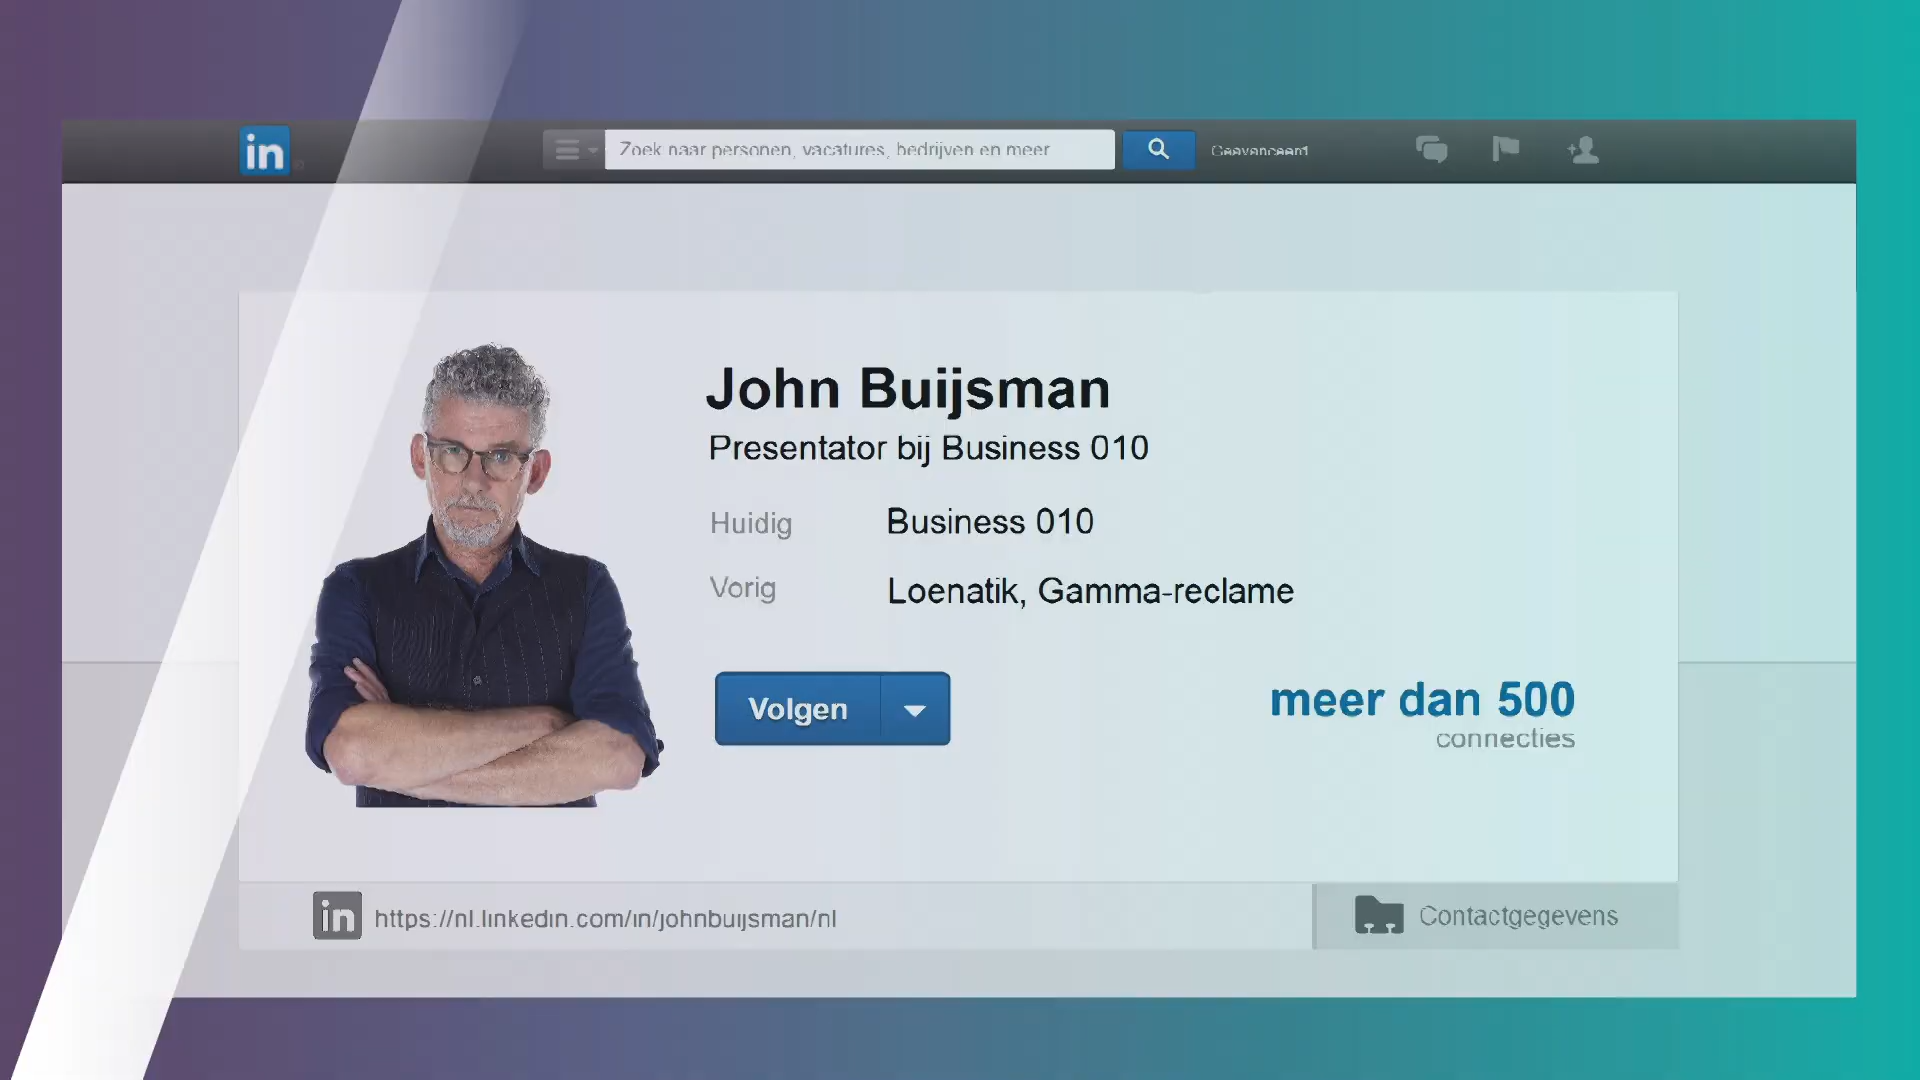 in
Zoek naar personen, vacatures, bedrijven en meer
Geavanceerd
John Buijsman
Presentator bij Business 010
Huidig Business 010
Vorig Loenatik, Gamma-reclame
Volgen
meer dan 500
connecties
in https://nl.linkedin.com/in/johnbuijsman/nl
Contactgegevens